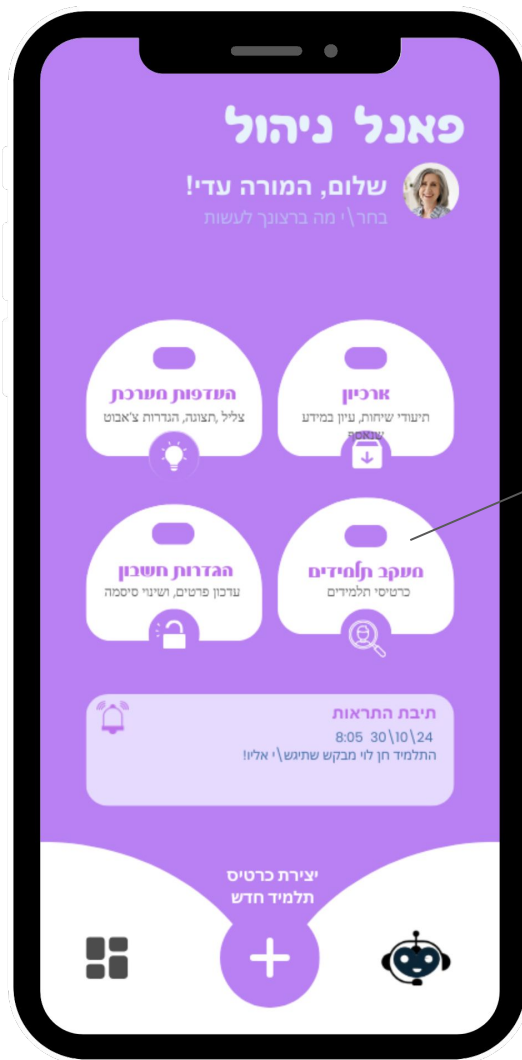 פאנל ניהול
שלום, המורה עדי!
בחר\י מה ברצונך לעשות
ארכיון
תיעודי שיחות, עיון במידע
שנאסף
העדפות מערכת
צליל ,תצוגה, הגדרות צ'אבוט
מעקב תלמידים
כרטיסי תלמידים
הגדרות חשבון
עדכון פרטים, ושינוי סיסמה
תיבת התראות
30\10\24 8:05
התלמיד חן לוי מבקש שתיגש\י אליו!
יצירת כרטיס
תלמיד חדש